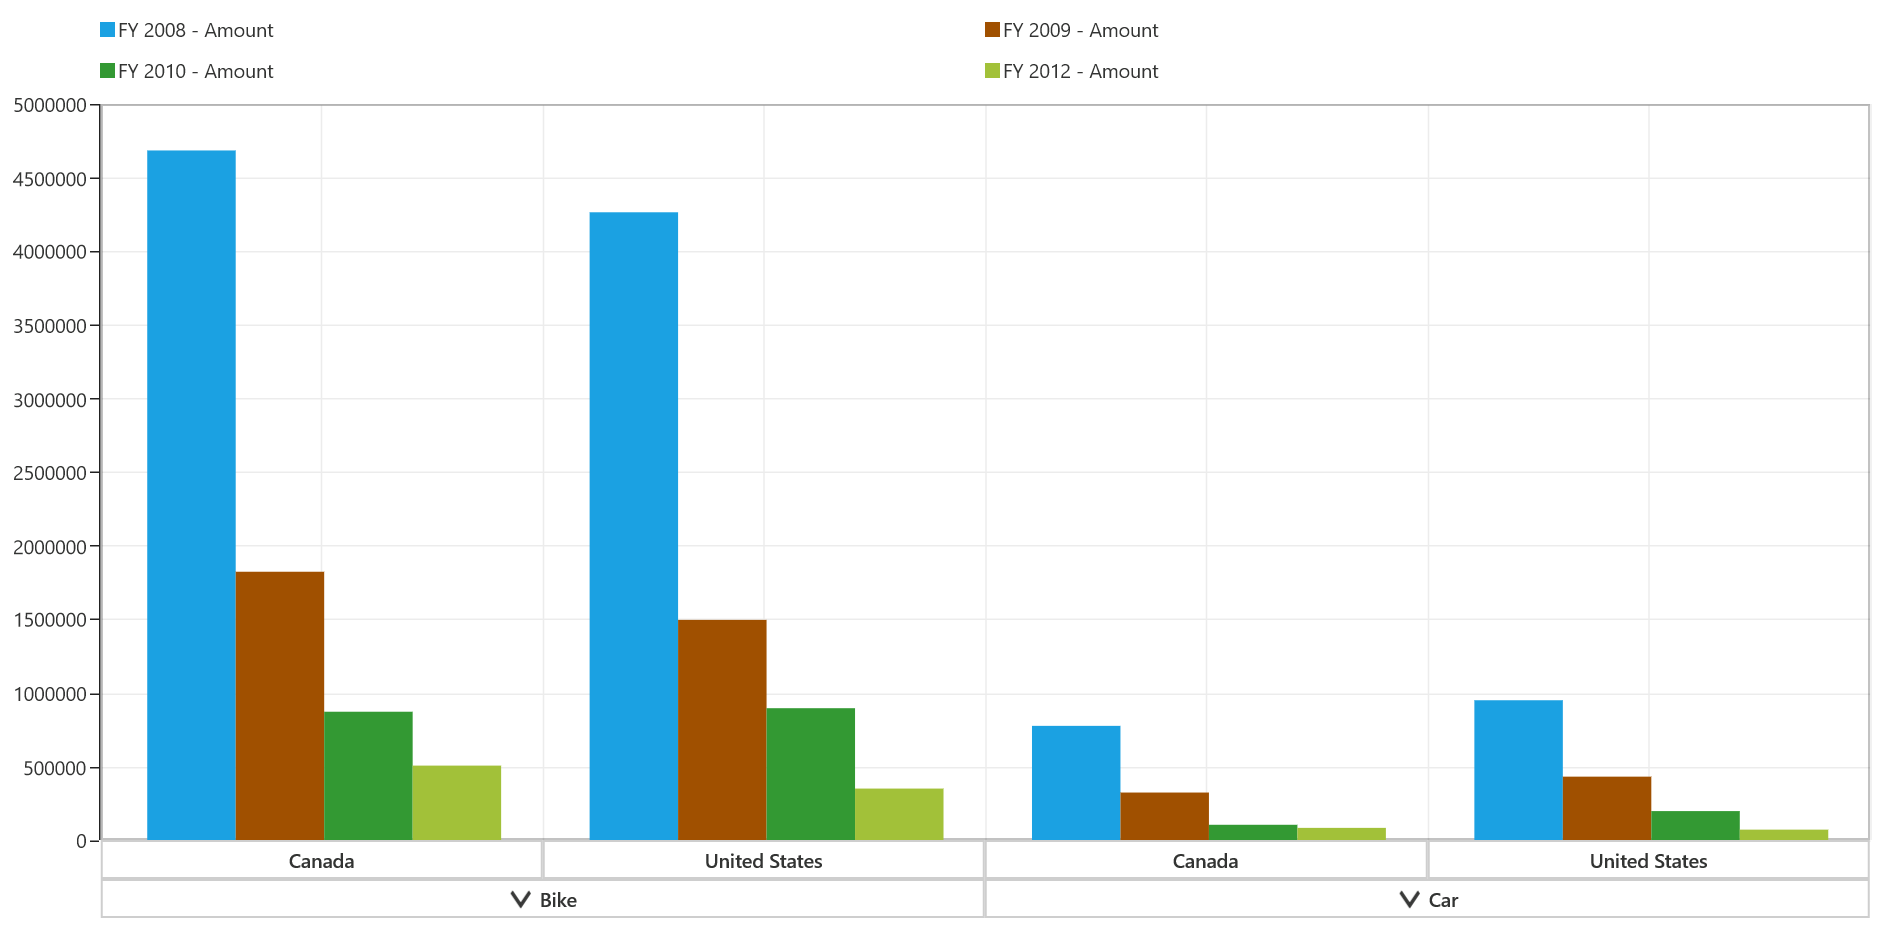 FY 2008 - Amount
FY 2009 - Amount
FY 2010 - Amount
FY 2012 - Amount
5000000
4500000
4000000
3500000
3000000
2500000
2000000
1500000
1000000
500000
0
Canada
United States
Canada
United States
Bike
Car